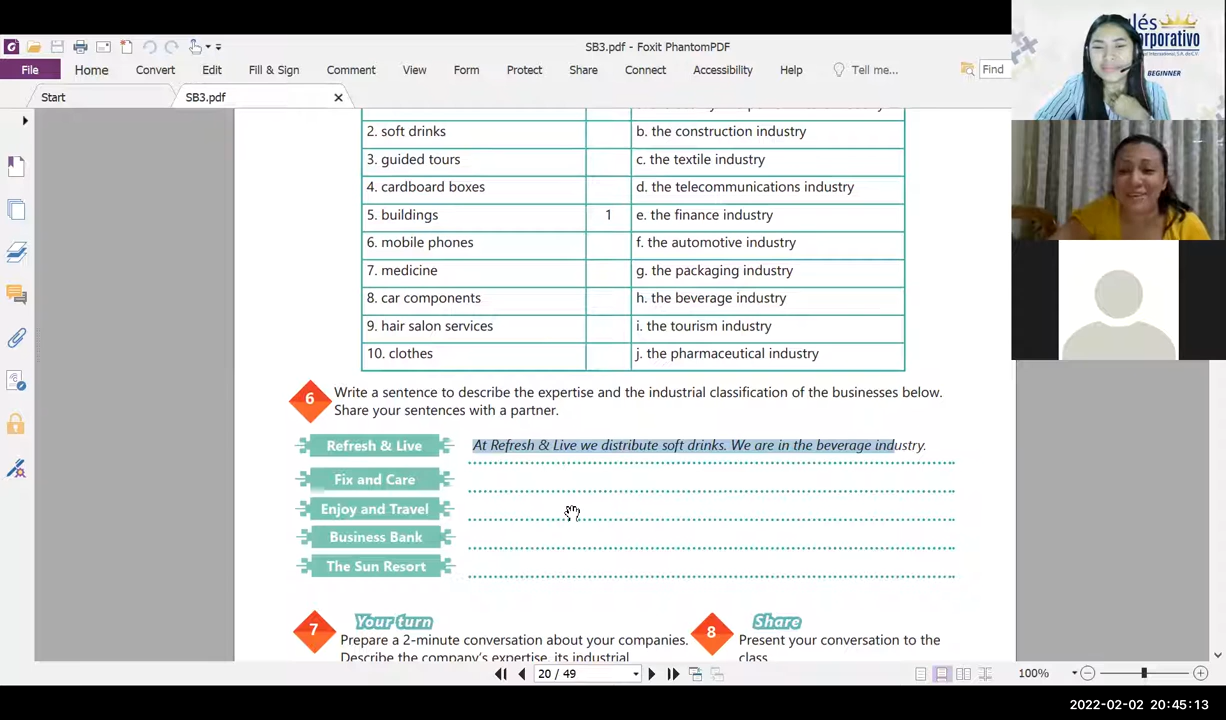 SB3.pdf - Foxit PhantomPDF
File Home Convert Edit Fill & Sign Comment View Form Protect Share Connect Accessibility Help Tell me... Find
Start SB3.pdf
2. soft drinks b. the construction industry
3. guided tours c. the textile industry
4. cardboard boxes d. the telecommunications industry
5. buildings 1 e. the finance industry
6. mobile phones f. the automotive industry
7. medicine g. the packaging industry
8. car components h. the beverage industry
9. hair salon services i. the tourism industry
10. clothes j. the pharmaceutical industry
6 Write a sentence to describe the expertise and the industrial classification of the businesses below.
Share your sentences with a partner.
Refresh & Live At Refresh & Live we distribute soft drinks. We are in the beverage industry.
Fix and Care
Enjoy and Travel
Business Bank
The Sun Resort
7 Your turn
Prepare a 2-minute conversation about your companies.
Describe the company's expertise, its industrial
8 Share
Present your conversation to the
class.
20 / 49
100%
BEGINNER
2022-02-02 20:45:13